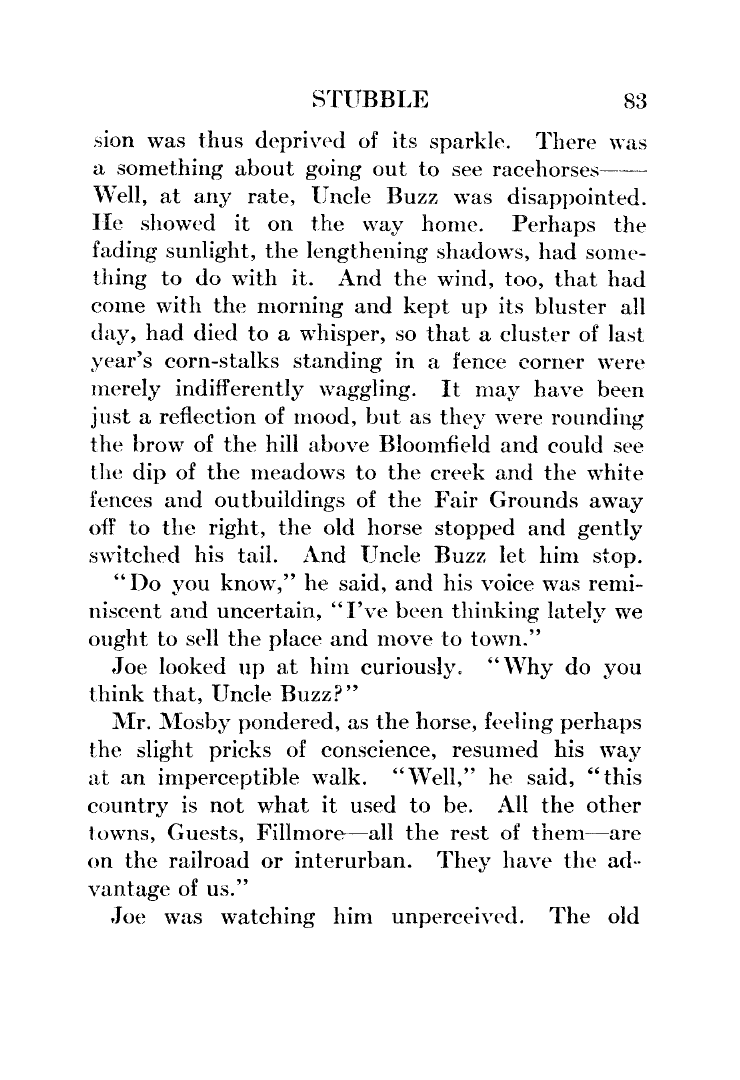 STUBBLE 83
sion was thus deprived of its sparkle. There was
a something about going out to see racehorses——
Well, at any rate, Uncle Buzz was disappointed.
He showed it on the way home. Perhaps the
fading sunlight, the lengthening shadows, had some-
thing to do with it. And the wind, too, that had
come with the morning and kept up its bluster all
day, had died to a whisper, so that a cluster of last
year's corn-stalks standing in a fence corner were
merely indifferently waggling. It may have been
just a reflection of mood, but as they were rounding
the brow of the hill above Bloomfield and could see
the dip of the meadows to the creek and the white
fences and outbuildings of the Fair Grounds away
off to the right, the old horse stopped and gently
switched his tail. And Uncle Buzz let him stop.
"Do you know," he said, and his voice was remi-
niscent and uncertain, "I've been thinking lately we
ought to sell the place and move to town."
Joe looked up at him curiously. "Why do you
think that, Uncle Buzz?"
Mr. Mosby pondered, as the horse, feeling perhaps
the slight pricks of conscience, resumed his way
at an imperceptible walk. "Well," he said, "this
country is not what it used to be. All the other
towns, Guests, Fillmore—all the rest of them—are
on the railroad or interurban. They have the ad-
vantage of us."
Joe was watching him unperceived. The old